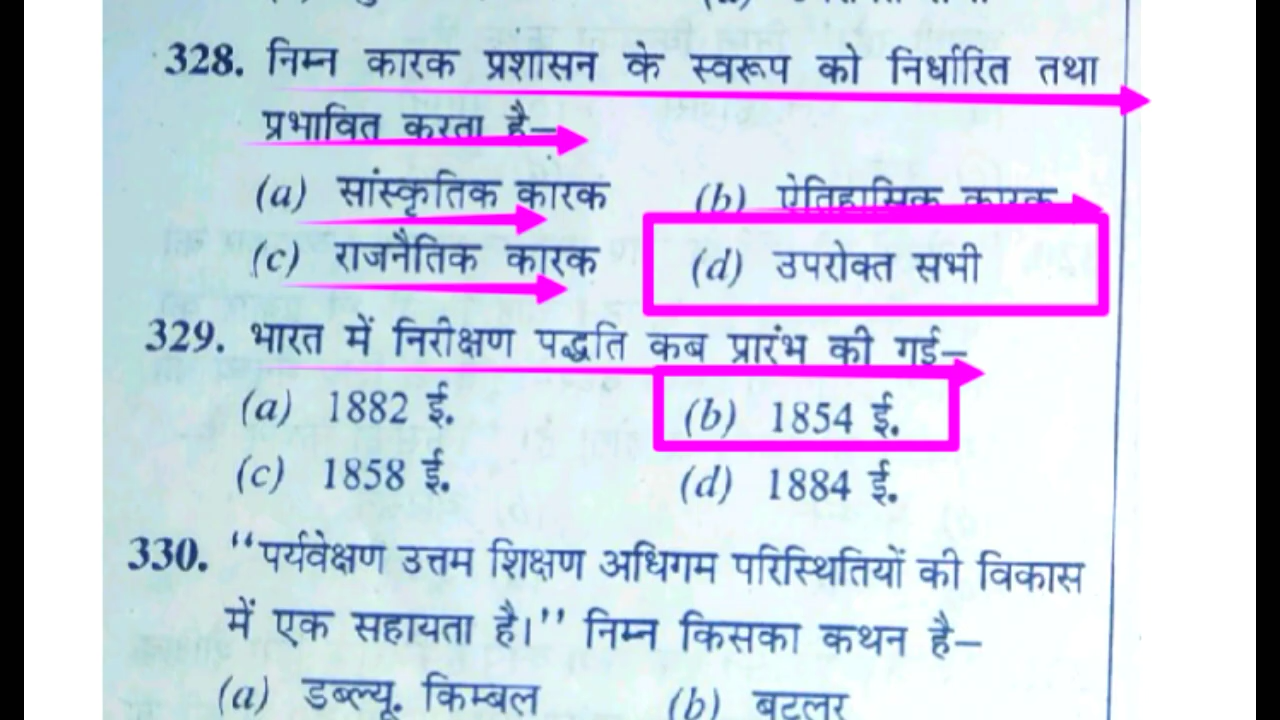 328. निम्न कारक प्रशासन के स्वरूप को निर्धारित तथा
प्रभावित करता है–
(a) सांस्कृतिक कारक (b) ऐतिहासिक कारक
(c) राजनैतिक कारक (d) उपरोक्त सभी
329. भारत में निरीक्षण पद्धति कब प्रारंभ की गई–
(a) 1882 ई. (b) 1854 ई.
(c) 1858 ई. (d) 1884 ई.
330. “पर्यवेक्षण उत्तम शिक्षण अधिगम परिस्थितियों की विकास
में एक सहायता है।” निम्न किसका कथन है–
(a) डब्ल्यू. किम्बल (b) बटलर